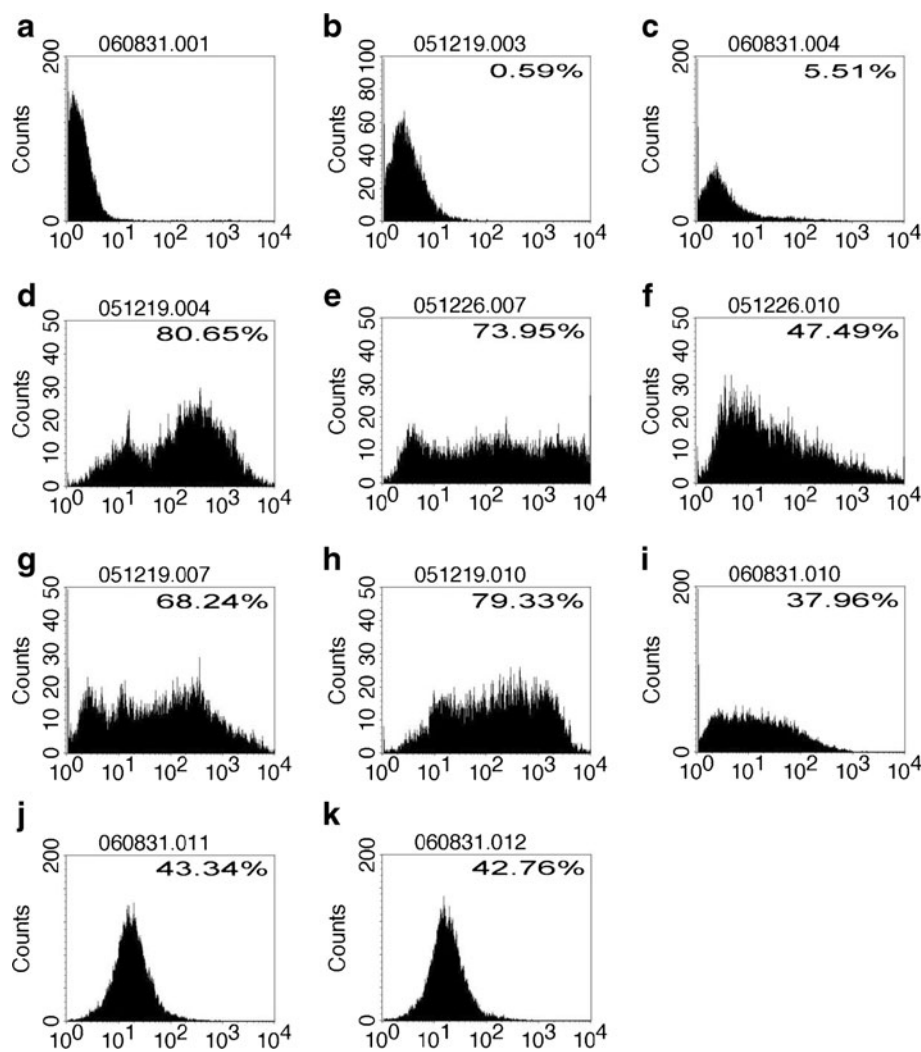 a
060831.001
200
Counts
0
10^0 10^1 10^2 10^3 10^4
b
051219.003
0.59%
100
80
60
40
20
0
Counts
10^0 10^1 10^2 10^3 10^4
c
060831.004
5.51%
200
Counts
0
10^0 10^1 10^2 10^3 10^4
d
051219.004
80.65%
50
40
30
20
10
0
Counts
10^0 10^1 10^2 10^3 10^4
e
051226.007
73.95%
50
40
30
20
10
0
Counts
10^0 10^1 10^2 10^3 10^4
f
051226.010
47.49%
50
40
30
20
10
0
Counts
10^0 10^1 10^2 10^3 10^4
g
051219.007
68.24%
50
40
30
20
10
0
Counts
10^0 10^1 10^2 10^3 10^4
h
051219.010
79.33%
50
40
30
20
10
0
Counts
10^0 10^1 10^2 10^3 10^4
i
060831.010
37.96%
200
Counts
0
10^0 10^1 10^2 10^3 10^4
j
060831.011
43.34%
200
Counts
0
10^0 10^1 10^2 10^3 10^4
k
060831.012
42.76%
200
Counts
0
10^0 10^1 10^2 10^3 10^4